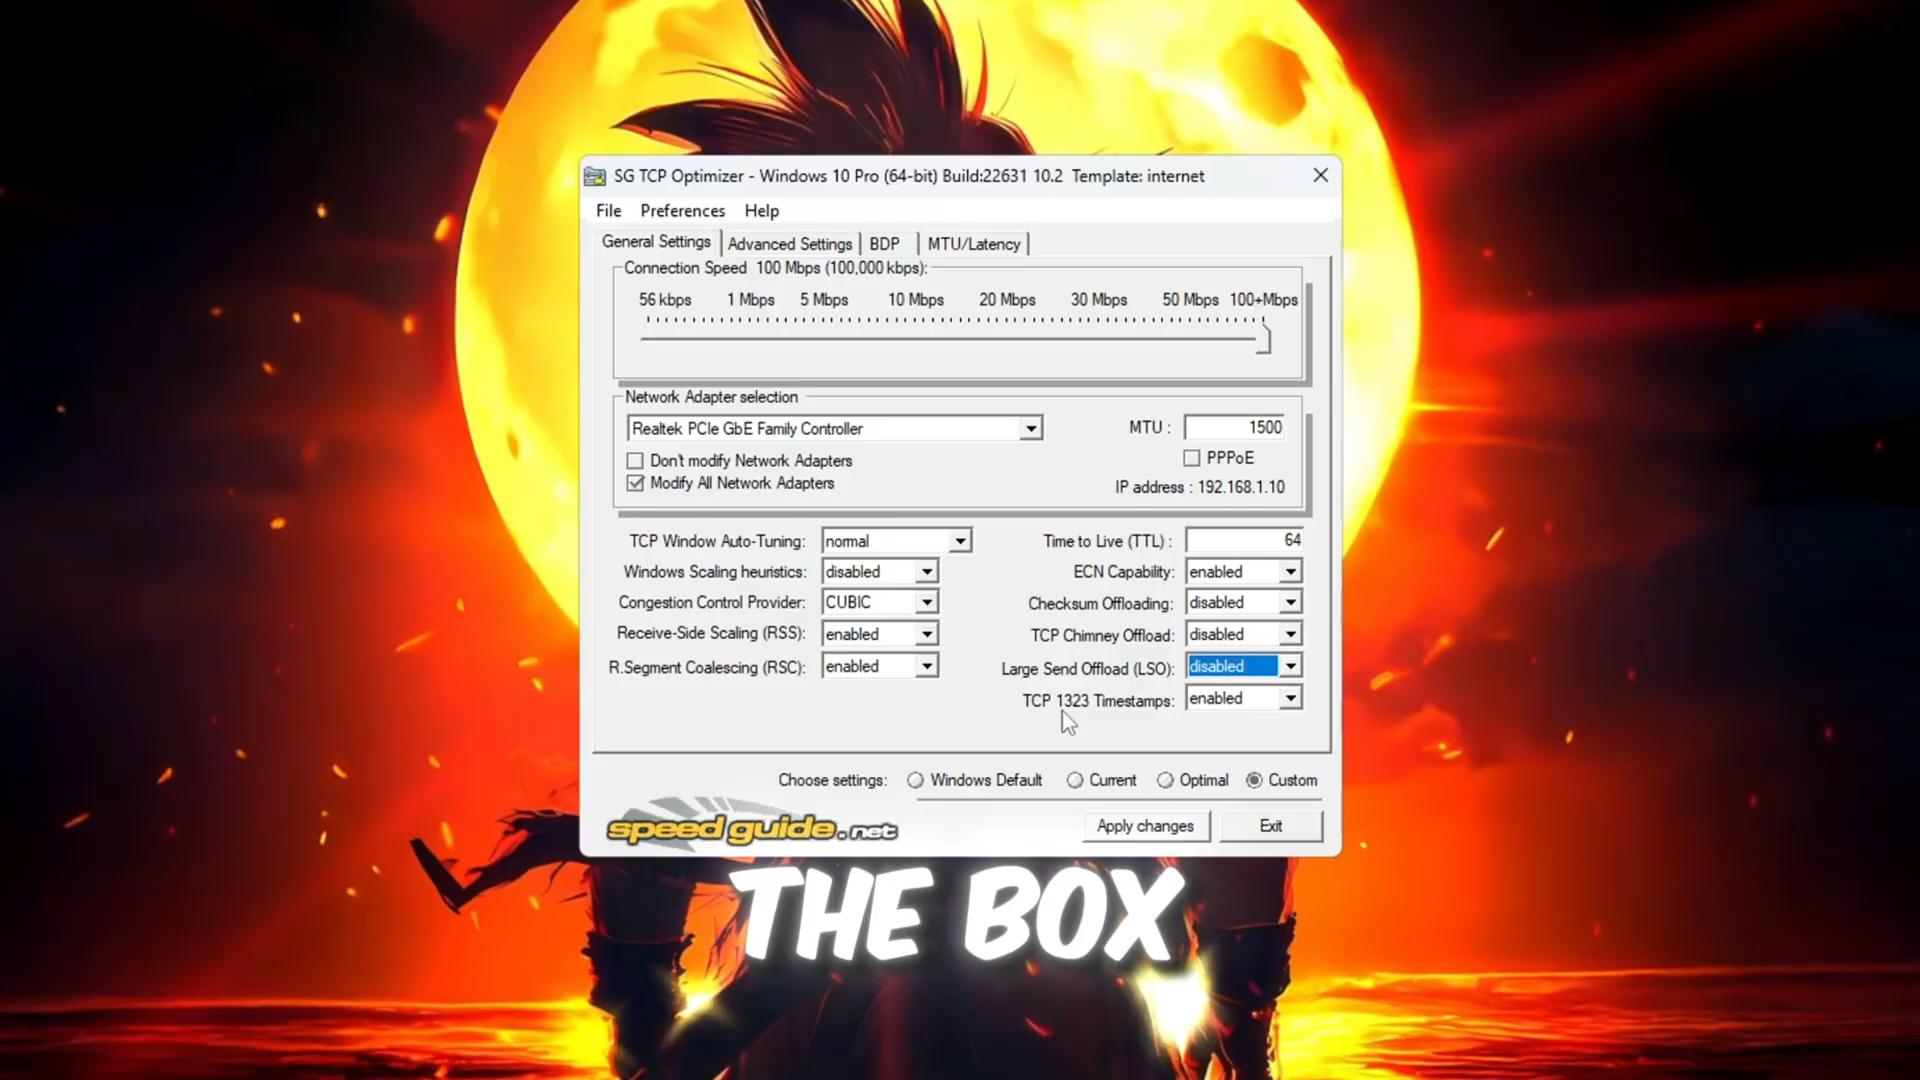 SG TCP Optimizer - Windows 10 Pro (64-bit) Build:22631 10.2 Template: internet
File Preferences Help
General Settings Advanced Settings BDP MTU/Latency
Connection Speed 100 Mbps (100,000 kbps):
56 kbps 1 Mbps 5 Mbps 10 Mbps 20 Mbps 30 Mbps 50 Mbps 100+Mbps
Network Adapter selection
Realtek PCIe GbE Family Controller MTU : 1500
Don't modify Network Adapters PPPoE
Modify All Network Adapters IP address : 192.168.1.10
TCP Window Auto-Tuning: normal Time to Live (TTL) : 64
Windows Scaling heuristics: disabled ECN Capability: enabled
Congestion Control Provider: CUBIC Checksum Offloading: disabled
Receive-Side Scaling (RSS): enabled TCP Chimney Offload: disabled
R.Segment Coalescing (RSC): enabled Large Send Offload (LSO): disabled
TCP 1323 Timestamps: enabled
Choose settings: Windows Default Current Optimal Custom
speedguide.net Apply changes Exit
THE BOX